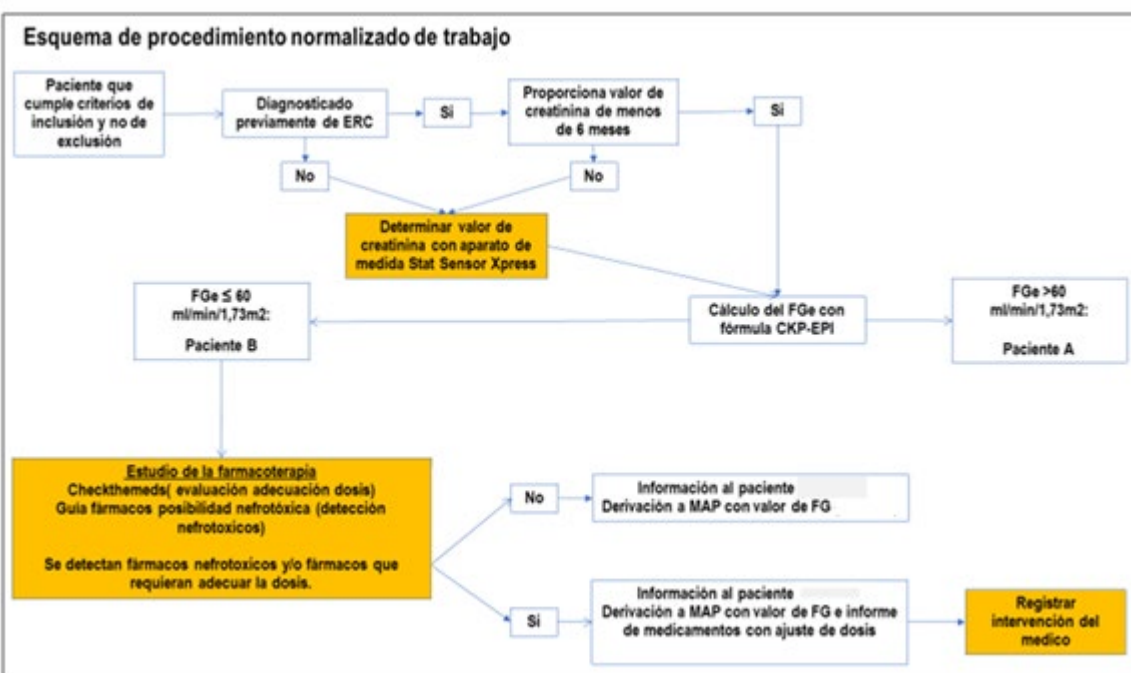 Esquema de procedimiento normalizado de trabajo
Paciente que
cumple criterios de
inclusión y no de
exclusión
Diagnosticado
previamente de ERC
Si
Proporciona valor de
creatinina de menos
de 6 meses
Si
No
No
Determinar valor de
creatinina con aparato de
medida Stat Sensor Xpress
FGe ≤ 60
ml/min/1,73m2:
Paciente B
Cálculo del FGe con
fórmula CKP-EPI
FGe >60
ml/min/1,73m2:
Paciente A
Estudio de la farmacoterapia
Checkthemeds( evaluación adecuación dosis)
Guía fármacos posibilidad nefrotóxica (detección
nefrotoxicos)
Se detectan fármacos nefrotoxicos y/o fármacos que
requieran adecuar la dosis.
No
Información al paciente
Derivación a MAP con valor de FG
Si
Información al paciente
Derivación a MAP con valor de FG e informe
de medicamentos con ajuste de dosis
Registrar
intervención del
medico